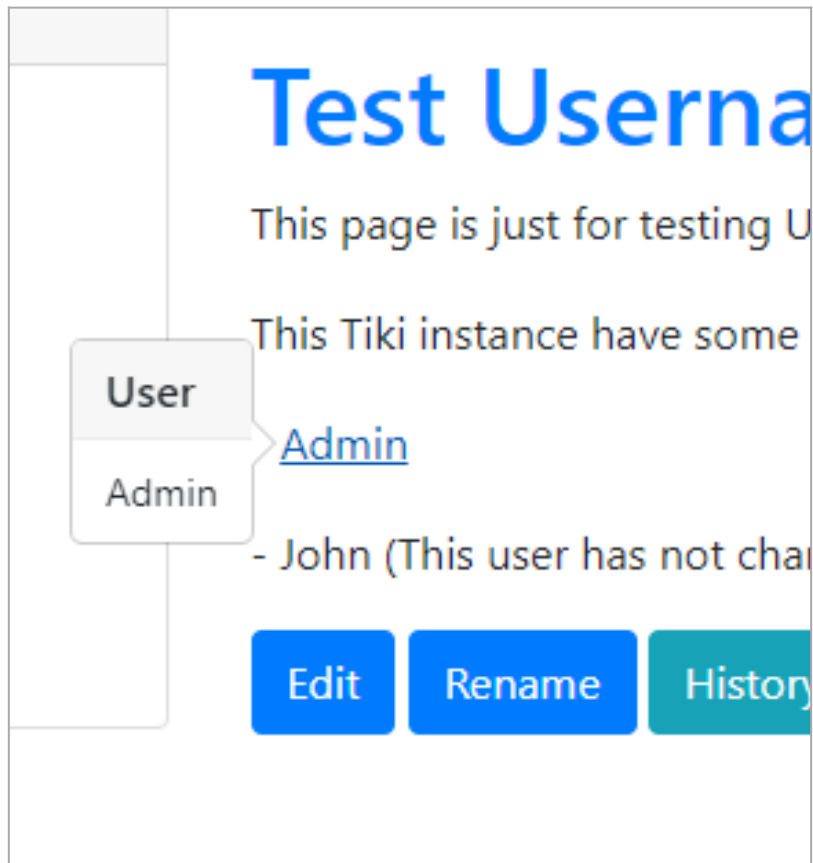 Test Userna
This page is just for testing U
This Tiki instance have some
User
Admin
Admin
- John (This user has not cha
Edit Rename History